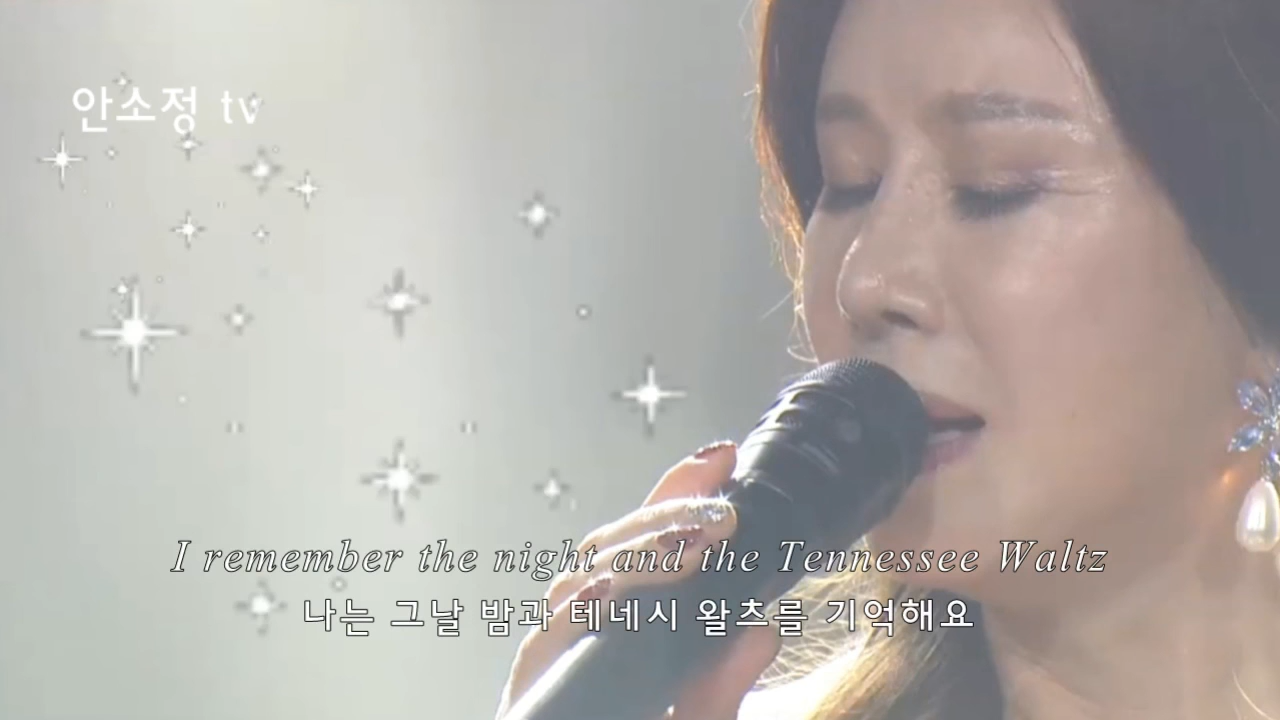 안소정 tv
I remember the night and the Tennessee Waltz
나는 그날 밤과 테네시 왈츠를 기억해요